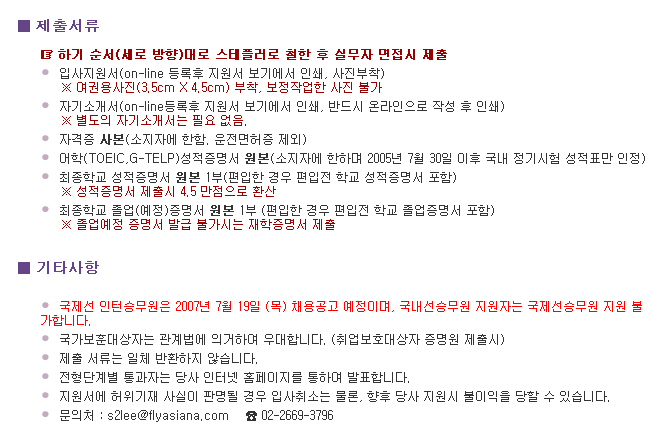 ■ 제출서류
☞ 하기 순서(세로 방향)대로 스테플러로 철한 후 실무자 면접시 제출
입사지원서(on-line 등록후 지원서 보기에서 인쇄, 사진부착)
※ 여권용사진(3.5cm X 4.5cm) 부착, 보정작업한 사진 불가
자기소개서(on-line등록후 지원서 보기에서 인쇄, 반드시 온라인으로 작성 후 인쇄)
※ 별도의 자기소개서는 필요 없음.
자격증 사본(소지자에 한함, 운전면허증 제외)
어학(TOEIC,G-TELP)성적증명서 원본(소지자에 한하며 2005년 7월 30일 이후 국내 정기시험 성적표만 인정)
최종학교 성적증명서 원본 1부(편입한 경우 편입전 학교 성적증명서 포함)
※ 성적증명서 제출시 4.5 만점으로 환산
최종학교 졸업(예정)증명서 원본 1부 (편입한 경우 편입전 학교 졸업증명서 포함)
※ 졸업예정 증명서 발급 불가시는 재학증명서 제출
■ 기타사항
국제선 인턴승무원은 2007년 7월 19일 (목) 채용공고 예정이며, 국내선승무원 지원자는 국제선승무원 지원 불
가합니다.
국가보훈대상자는 관계법에 의거하여 우대합니다. (취업보호대상자 증명원 제출시)
제출 서류는 일체 반환하지 않습니다.
전형단계별 통과자는 당사 인터넷 홈페이지를 통하여 발표합니다.
지원서에 허위기재 사실이 판명될 경우 입사취소는 물론, 향후 당사 지원시 불이익을 당할 수 있습니다.
문의처 : s2lee@flyasiana.com ☎ 02-2669-3796